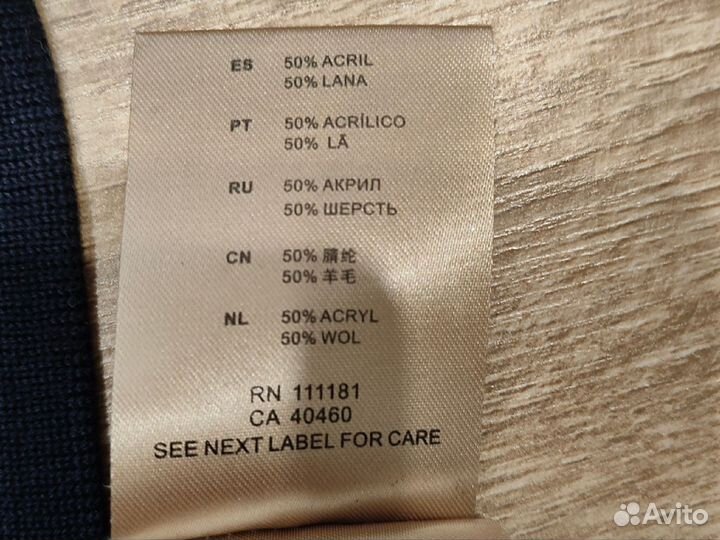 ES 50% ACRIL
50% LANA
PT 50% ACRÍLICO
50% LÃ
RU 50% АКРИЛ
50% ШЕРСТЬ
CN 50% 腈纶
50% 羊毛
NL 50% ACRYL
50% WOL
RN 111181
CA 40460
SEE NEXT LABEL FOR CARE
Avito